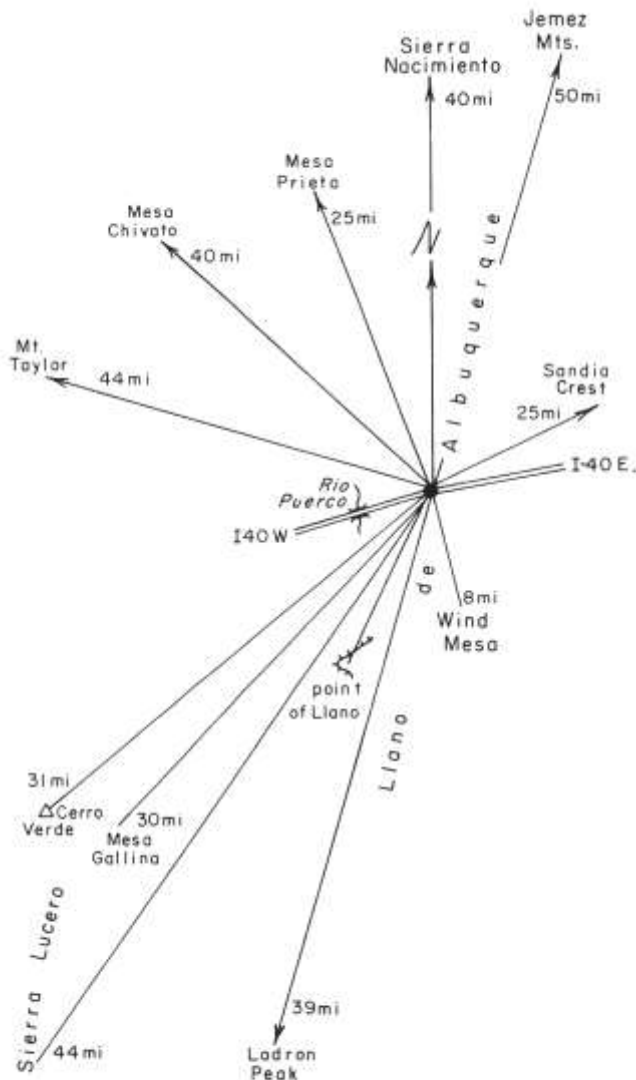 Jemez
Mts.
50mi
Sierra
Nacimiento
40mi
Mesa
Prieta
25mi
Mesa
Chivato
40mi
N
Mt.
Taylor
44mi
Sandia
Crest
25mi
Llano de Albuquerque
I-40E.
Rio
Puerco
I40W
8mi
Wind
Mesa
point
of Llano
31mi
Cerro
Verde
30mi
Mesa
Gallina
Sierra Lucero
44mi
39mi
Ladron
Peak